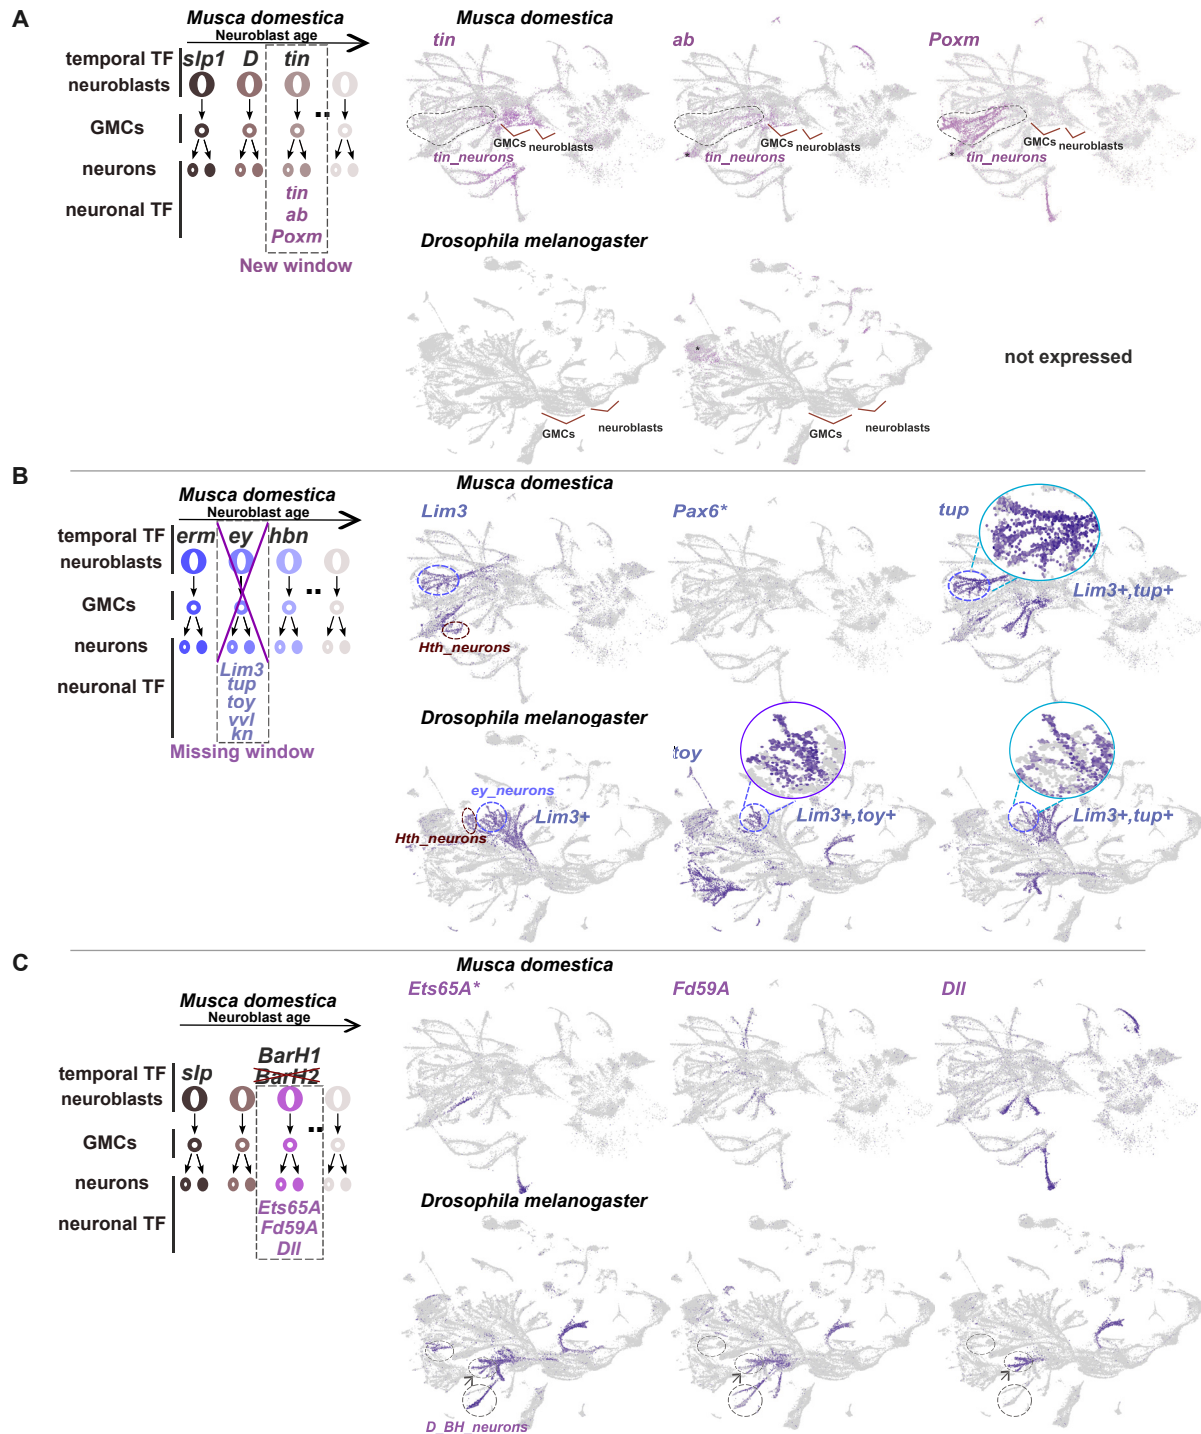 A
Musca domestica
Neuroblast age
temporal TF
slp1 D tin
neuroblasts
GMCs
neurons
neuronal TF
tin
ab
Poxm
New window
Musca domestica
tin
ab
Poxm
GMCs
neuroblasts
tin_neurons
GMCs
neuroblasts
* tin_neurons
GMCs
neuroblasts
* tin_neurons
Drosophila melanogaster
*
GMCs
neuroblasts
GMCs
neuroblasts
not expressed
B
Musca domestica
Neuroblast age
temporal TF
erm ey hbn
neuroblasts
GMCs
neurons
neuronal TF
Lim3
tup
toy
vvl
kn
Missing window
Musca domestica
Lim3
Pax6*
tup
Lim3+,tup+
Hth_neurons
Drosophila melanogaster
toy
ey_neurons
Lim3+
Hth_neurons
Lim3+,toy+
Lim3+,tup+
C
Musca domestica
Neuroblast age
BarH1
temporal TF
slp BarH2
neuroblasts
GMCs
neurons
neuronal TF
Ets65A
Fd59A
Dll
Musca domestica
Ets65A*
Fd59A
Dll
Drosophila melanogaster
D_BH_neurons